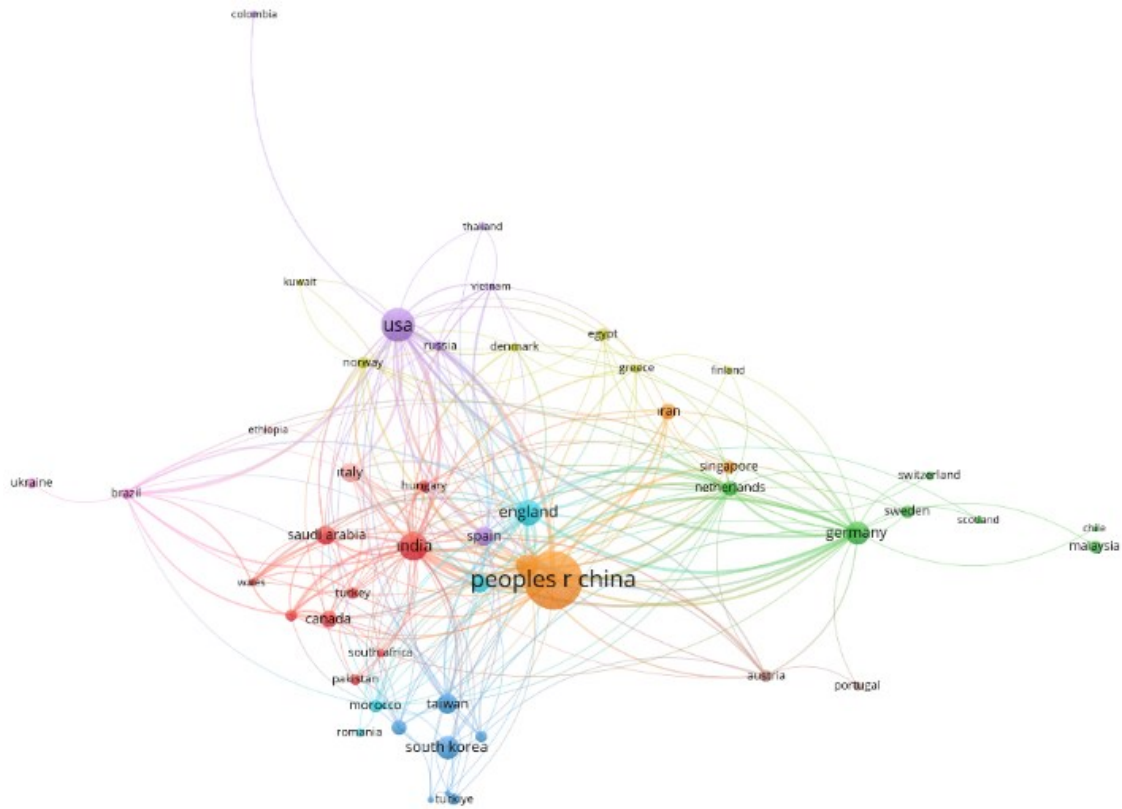 colombia
thailand
kuwait
vietnam
usa
russia
denmark
egypt
norway
greece
finland
iran
ethiopia
italy
singapore
switzerland
ukraine
brazil
hungary
netherlands
england
sweden
scotland
saudi arabia
india
spain
germany
chile
malaysia
peoples r china
wales
turkey
canada
south africa
pakistan
austria
portugal
morocco
taiwan
romania
south korea
turkiye